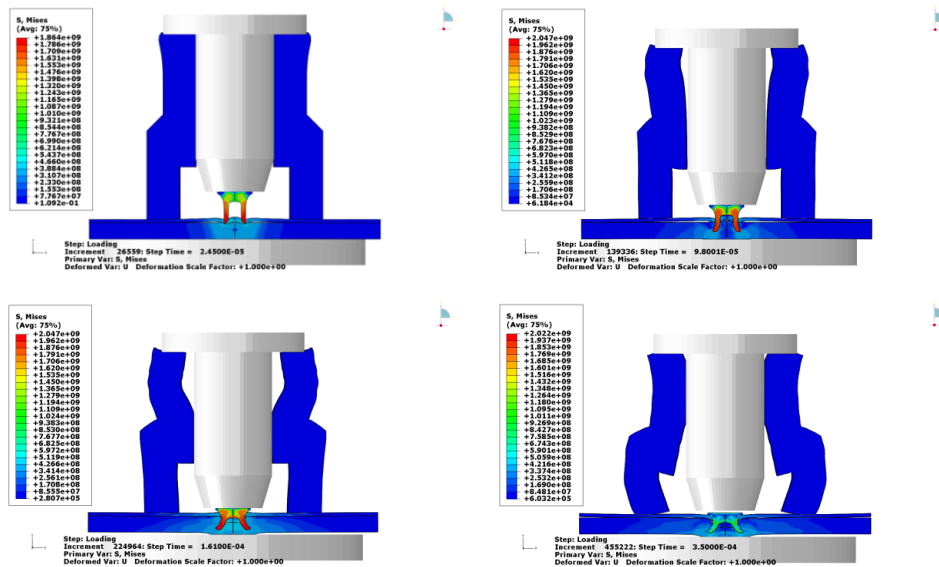 S, Mises
(Avg: 75%)
+1.864e+09
+1.786e+09
+1.709e+09
+1.631e+09
+1.553e+09
+1.476e+09
+1.398e+09
+1.320e+09
+1.243e+09
+1.165e+09
+1.087e+09
+1.010e+09
+9.321e+08
+8.544e+08
+7.767e+08
+6.990e+08
+6.214e+08
+5.437e+08
+4.660e+08
+3.884e+08
+3.107e+08
+2.330e+08
+1.553e+08
+7.767e+07
+1.092e-01
Step: Loading
Increment 26559: Step Time = 2.4500E-05
Primary Var: S, Mises
Deformed Var: U Deformation Scale Factor: +1.000e+00
S, Mises
(Avg: 75%)
+2.047e+09
+1.962e+09
+1.876e+09
+1.791e+09
+1.706e+09
+1.620e+09
+1.535e+09
+1.450e+09
+1.365e+09
+1.279e+09
+1.194e+09
+1.109e+09
+1.023e+09
+9.382e+08
+8.529e+08
+7.676e+08
+6.823e+08
+5.970e+08
+5.118e+08
+4.265e+08
+3.412e+08
+2.559e+08
+1.706e+08
+8.534e+07
+6.184e+04
Step: Loading
Increment 139336: Step Time = 9.8001E-05
Primary Var: S, Mises
Deformed Var: U Deformation Scale Factor: +1.000e+00
S, Mises
(Avg: 75%)
+2.047e+09
+1.962e+09
+1.876e+09
+1.791e+09
+1.706e+09
+1.620e+09
+1.535e+09
+1.450e+09
+1.365e+09
+1.279e+09
+1.194e+09
+1.109e+09
+1.024e+09
+9.383e+08
+8.530e+08
+7.677e+08
+6.825e+08
+5.972e+08
+5.119e+08
+4.266e+08
+3.414e+08
+2.561e+08
+1.708e+08
+8.555e+07
+2.807e+05
Step: Loading
Increment 224964: Step Time = 1.6100E-04
Primary Var: S, Mises
Deformed Var: U Deformation Scale Factor: +1.000e+00
S, Mises
(Avg: 75%)
+2.022e+09
+1.937e+09
+1.853e+09
+1.769e+09
+1.685e+09
+1.601e+09
+1.516e+09
+1.432e+09
+1.348e+09
+1.264e+09
+1.180e+09
+1.095e+09
+1.011e+09
+9.269e+08
+8.427e+08
+7.585e+08
+6.743e+08
+5.901e+08
+5.059e+08
+4.216e+08
+3.374e+08
+2.532e+08
+1.690e+08
+8.481e+07
+6.032e+05
Step: Loading
Increment 455222: Step Time = 3.5000E-04
Primary Var: S, Mises
Deformed Var: U Deformation Scale Factor: +1.000e+00